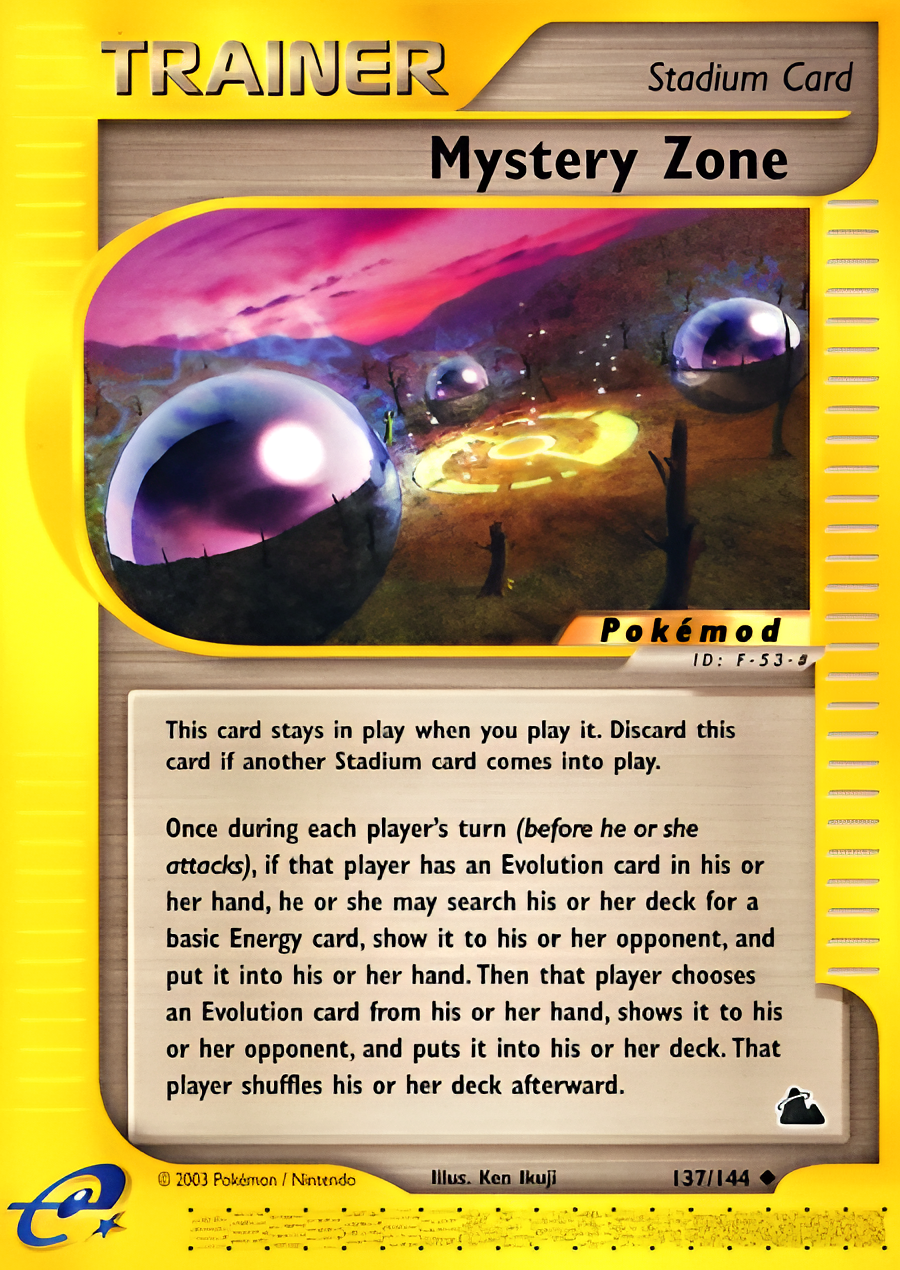 TRAINER
Stadium Card
Mystery Zone
Pokémod
ID: F-53-#
This card stays in play when you play it. Discard this
card if another Stadium card comes into play.
Once during each player's turn (before he or she
attacks), if that player has an Evolution card in his or
her hand, he or she may search his or her deck for a
basic Energy card, show it to his or her opponent, and
put it into his or her hand. Then that player chooses
an Evolution card from his or her hand, shows it to his
or her opponent, and puts it into his or her deck. That
player shuffles his or her deck afterward.
© 2003 Pokémon / Nintendo
Illus. Ken Ikuji
137/144 ◆
e